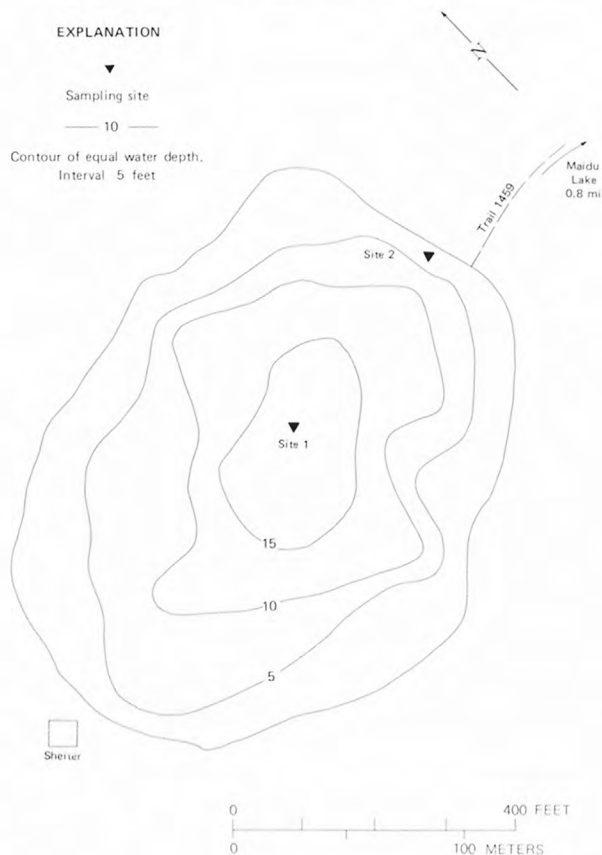 EXPLANATION
Sampling site
10
Contour of equal water depth.
Interval 5 feet
N
Maidu
Lake
0.8 mi
Trail 1459
Site 2
Site 1
15
10
5
Shelter
0 400 FEET
0 100 METERS